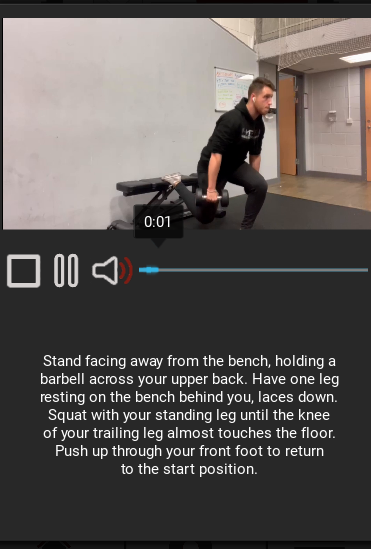 0:01
Stand facing away from the bench, holding a
barbell across your upper back. Have one leg
resting on the bench behind you, laces down.
Squat with your standing leg until the knee
of your trailing leg almost touches the floor.
Push up through your front foot to return
to the start position.